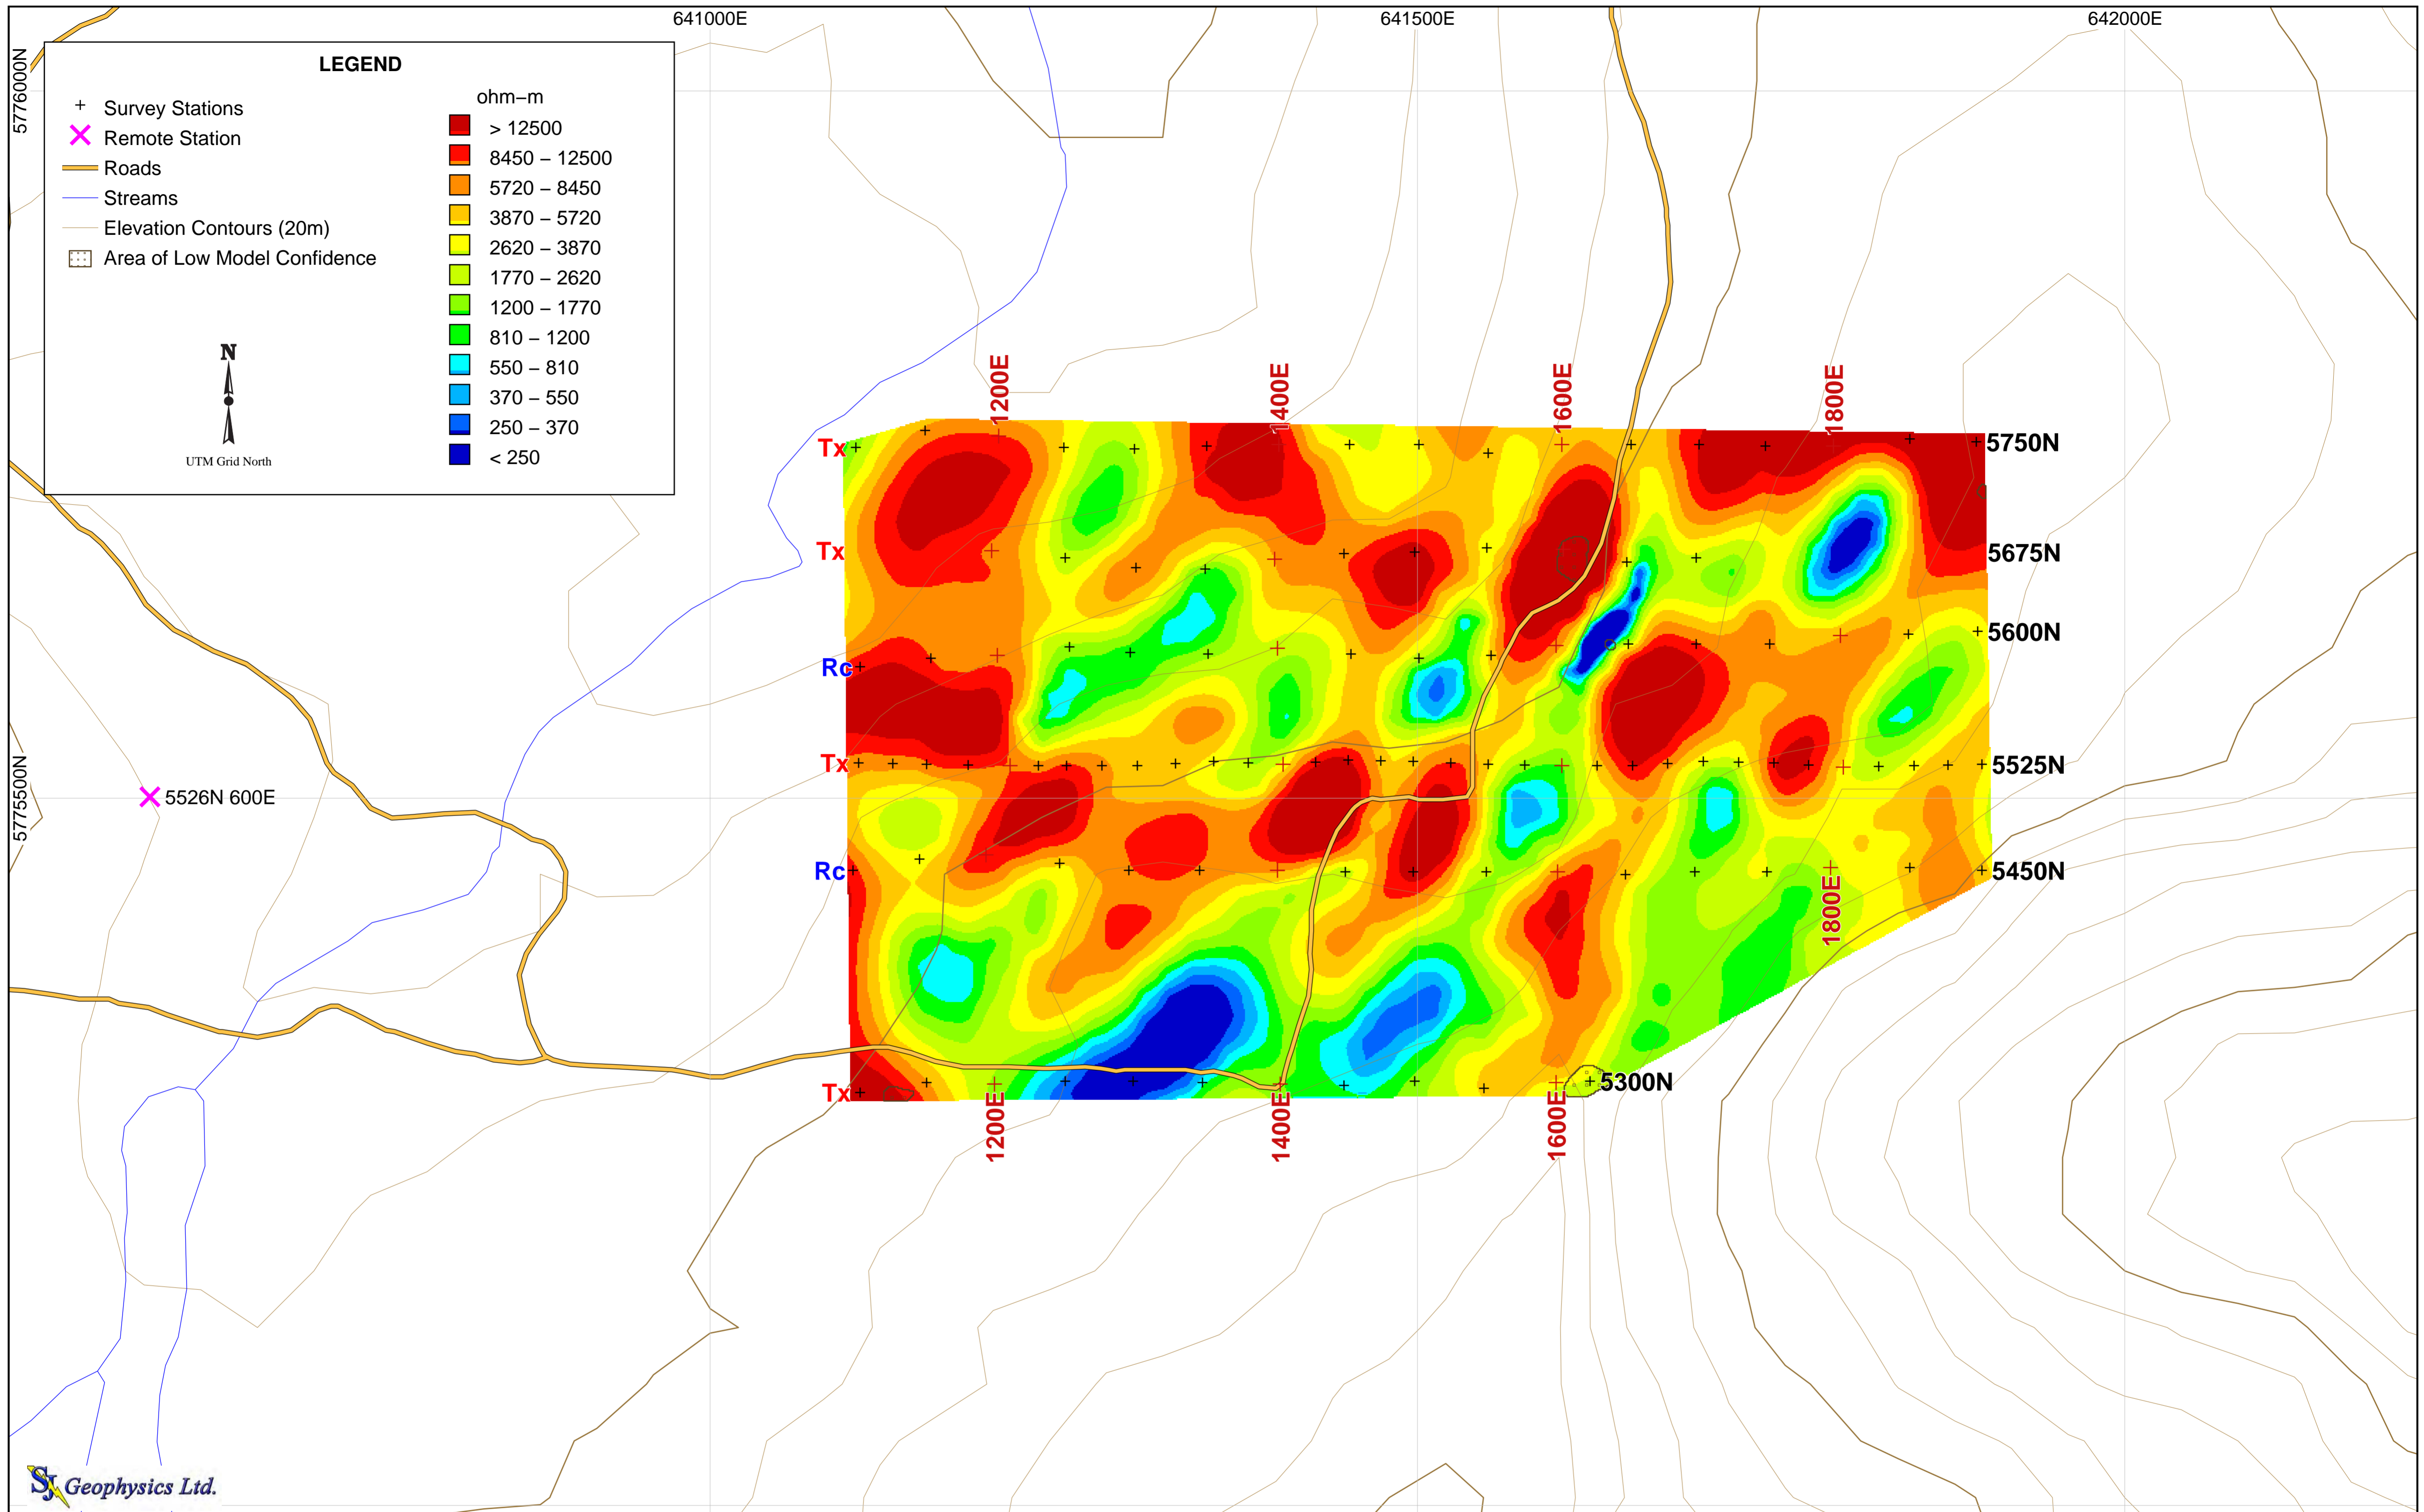 641000E
641500E
642000E
5776000N
LEGEND
Survey Stations
Remote Station
Roads
Streams
Elevation Contours (20m)
Area of Low Model Confidence
ohm–m
> 12500
8450 – 12500
5720 – 8450
3870 – 5720
2620 – 3870
1770 – 2620
1200 – 1770
810 – 1200
550 – 810
370 – 550
250 – 370
< 250
N
UTM Grid North
1200E
1400E
1600E
1800E
Tx
5750N
Tx
5675N
Rc
5600N
Tx
5525N
5775500N
5526N 600E
Rc
5450N
1800E
Tx
5300N
1200E
1400E
1600E
SJ Geophysics Ltd.